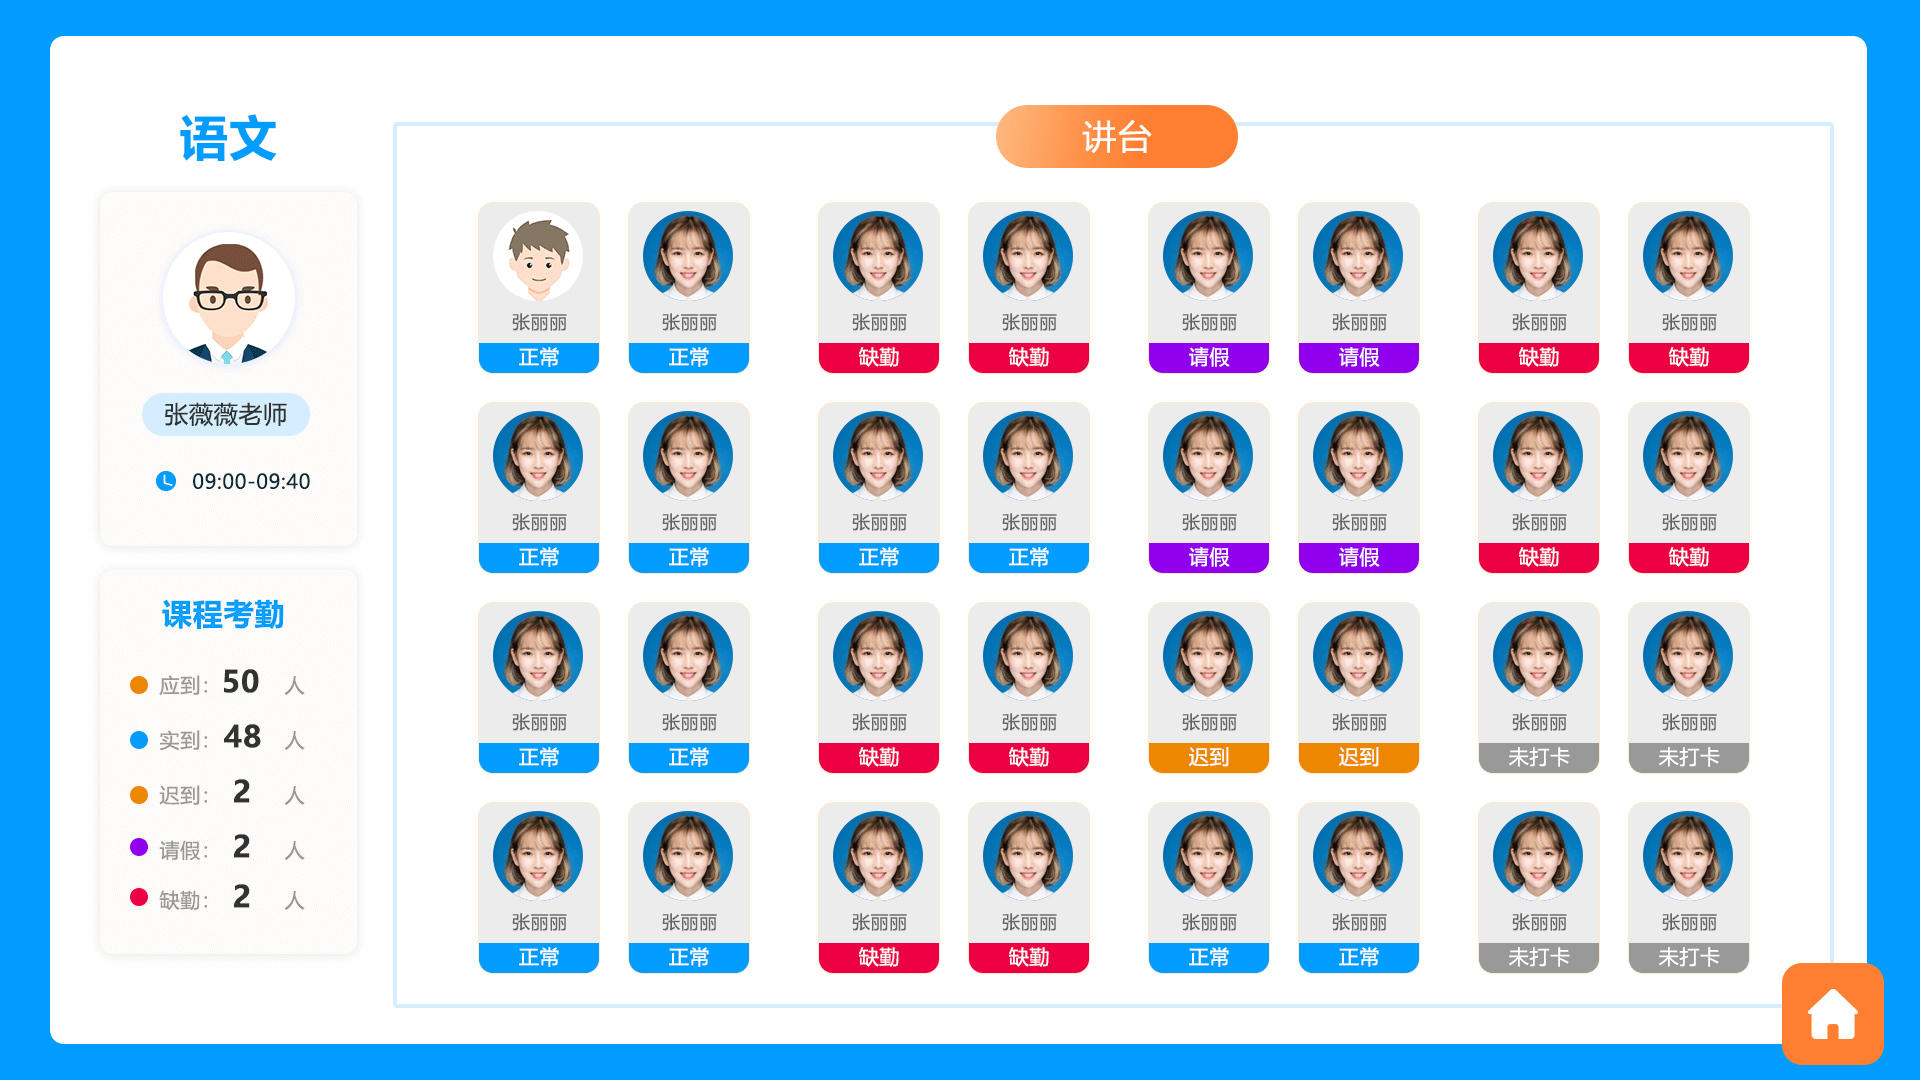 语文
张薇薇老师
09:00-09:40
课程考勤
应到： 50 人
实到： 48 人
迟到： 2 人
请假： 2 人
缺勤： 2 人
讲台
张丽丽 张丽丽 张丽丽 张丽丽 张丽丽 张丽丽 张丽丽 张丽丽
正常 正常 缺勤 缺勤 请假 请假 缺勤 缺勤
张丽丽 张丽丽 张丽丽 张丽丽 张丽丽 张丽丽 张丽丽 张丽丽
正常 正常 正常 正常 请假 请假 缺勤 缺勤
张丽丽 张丽丽 张丽丽 张丽丽 张丽丽 张丽丽 张丽丽 张丽丽
正常 正常 缺勤 缺勤 迟到 迟到 未打卡 未打卡
张丽丽 张丽丽 张丽丽 张丽丽 张丽丽 张丽丽 张丽丽 张丽丽
正常 正常 缺勤 缺勤 正常 正常 未打卡 未打卡